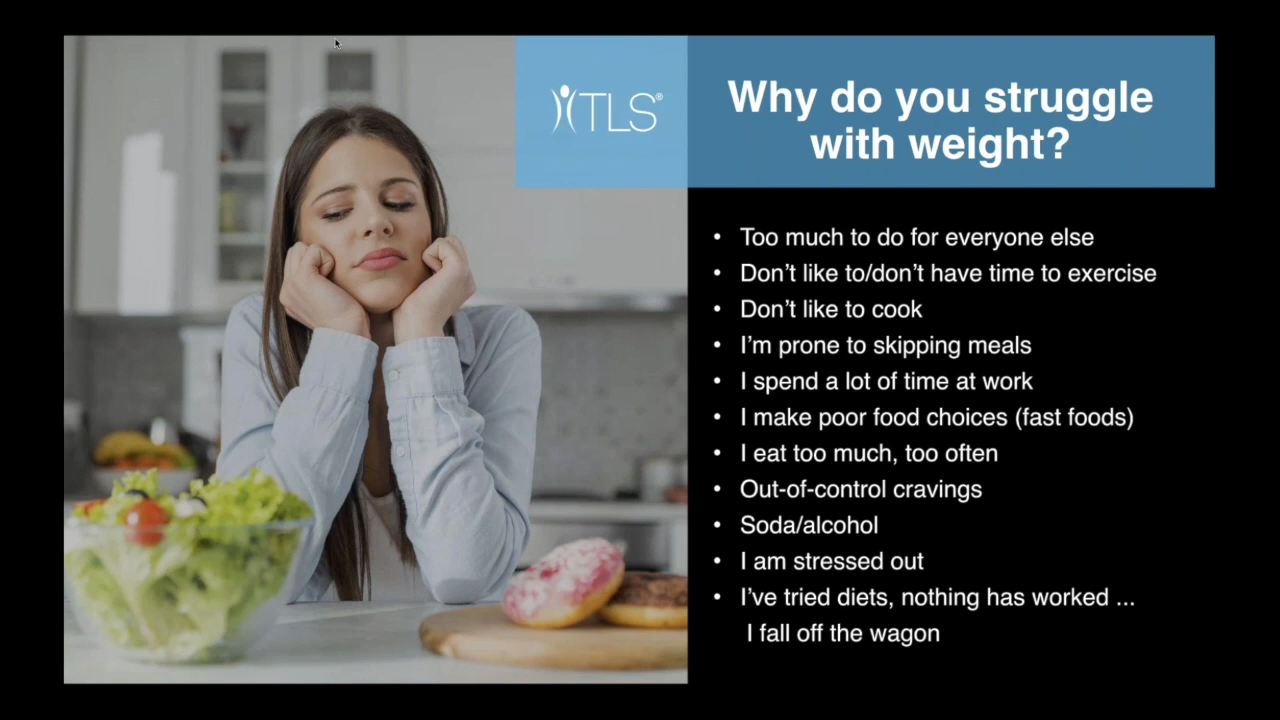 TLS®
Why do you struggle
with weight?
• Too much to do for everyone else
• Don’t like to/don’t have time to exercise
• Don’t like to cook
• I’m prone to skipping meals
• I spend a lot of time at work
• I make poor food choices (fast foods)
• I eat too much, too often
• Out-of-control cravings
• Soda/alcohol
• I am stressed out
• I’ve tried diets, nothing has worked ...
I fall off the wagon